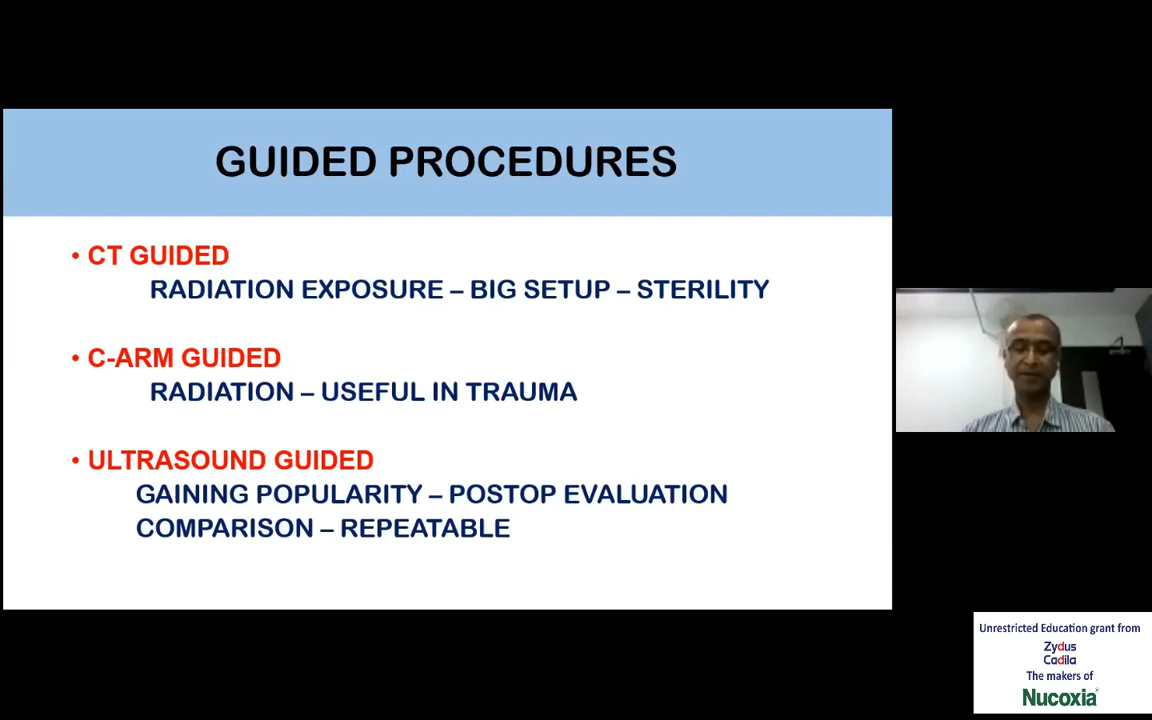 GUIDED PROCEDURES
• CT GUIDED
RADIATION EXPOSURE – BIG SETUP – STERILITY
• C-ARM GUIDED
RADIATION – USEFUL IN TRAUMA
• ULTRASOUND GUIDED
GAINING POPULARITY – POSTOP EVALUATION
COMPARISON – REPEATABLE
Unrestricted Education grant from
Zydus
Cadila
The makers of
Nucoxia®